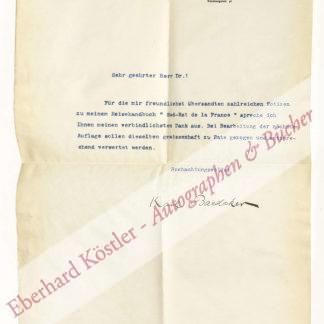 Sehr geehrter Herr Dr.!
Für die mir freundlichst übersandten zahlreichen Notizen
zu meinem Reisehandbuch " Sud-Est de la France " spreche ich
Ihnen meinen verbindlichsten Dank aus. Bei Bearbeitung der nächsten
Auflage sollen dieselben gewissenhaft zu Rate gezogen und entspre-
chend verwertet werden.
Hochachtungsvoll
Karl Baedeker
Eberhard Köstler - Autographen & Bücher